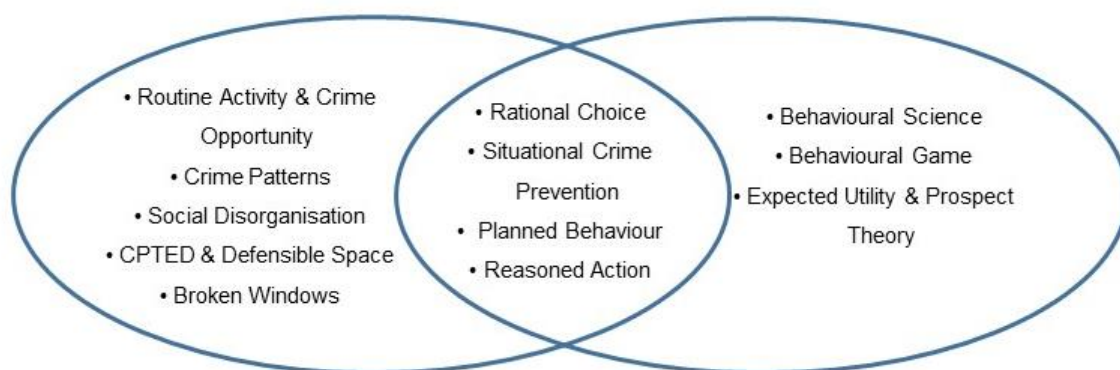 • Routine Activity & Crime
Opportunity
• Crime Patterns
• Social Disorganisation
• CPTED & Defensible Space
• Broken Windows
• Rational Choice
• Situational Crime
Prevention
• Planned Behaviour
• Reasoned Action
• Behavioural Science
• Behavioural Game
• Expected Utility & Prospect
Theory